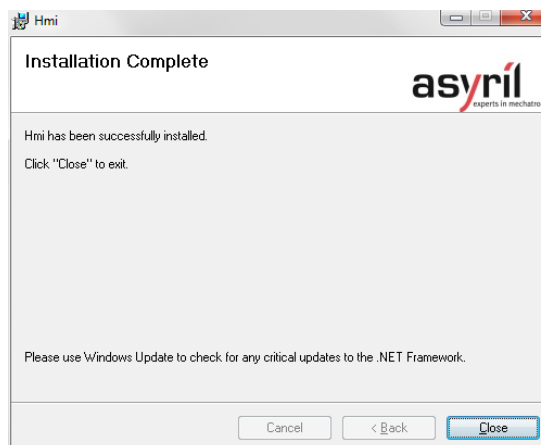 Hmi
Installation Complete
asyril
experts in mechatro
Hmi has been successfully installed.
Click "Close" to exit.
Please use Windows Update to check for any critical updates to the .NET Framework.
Cancel
< Back
Close